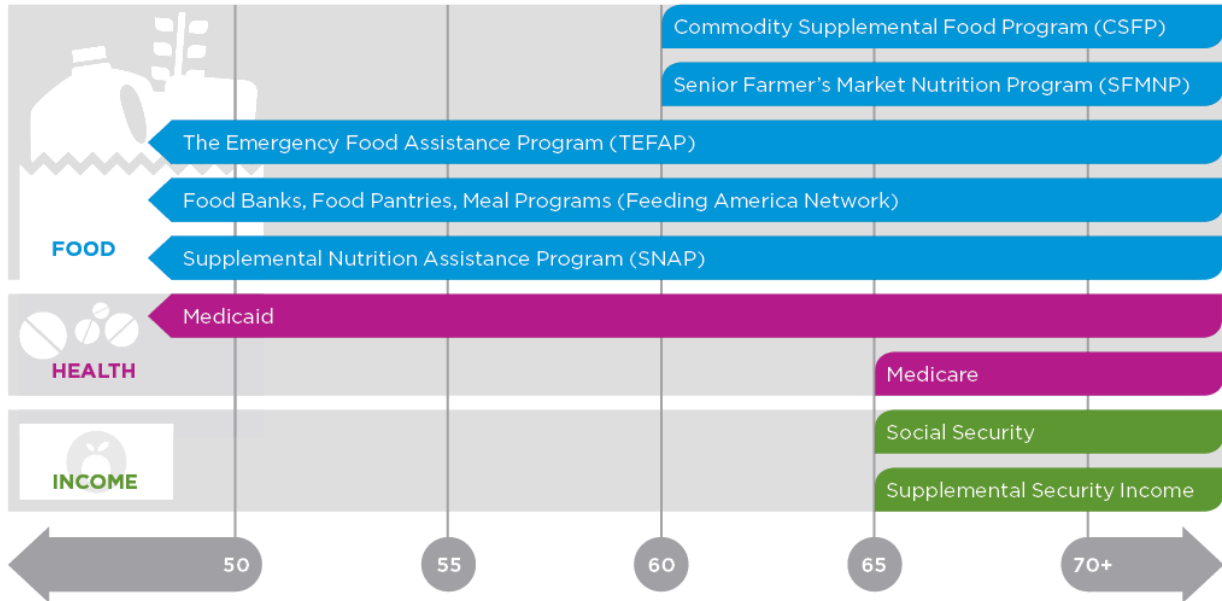 Commodity Supplemental Food Program (CSFP)
Senior Farmer's Market Nutrition Program (SFMNP)
The Emergency Food Assistance Program (TEFAP)
Food Banks, Food Pantries, Meal Programs (Feeding America Network)
FOOD
Supplemental Nutrition Assistance Program (SNAP)
Medicaid
HEALTH
Medicare
Social Security
INCOME
Supplemental Security Income
50 55 60 65 70+